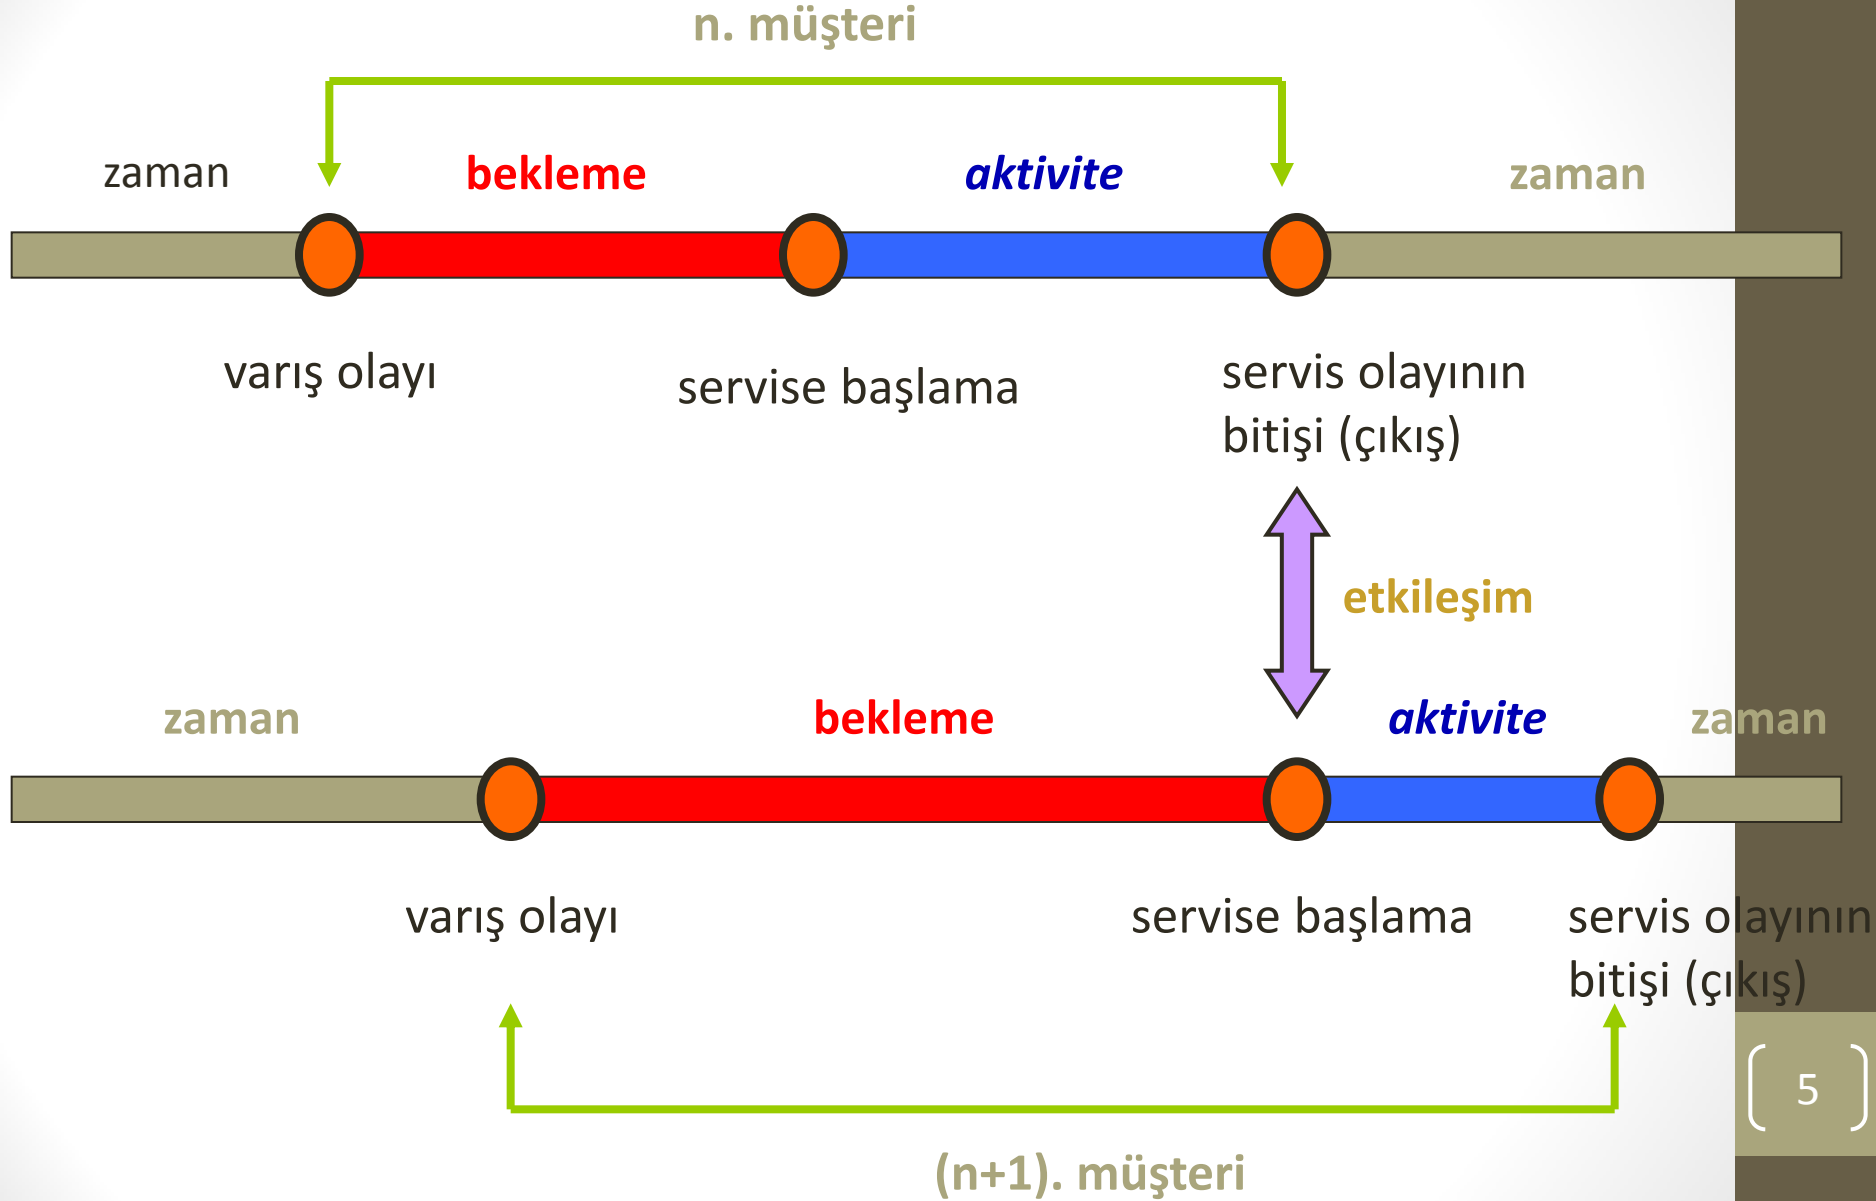 n. müşteri
zaman
bekleme
aktivite
zaman
varış olayı
servise başlama
servis olayının
bitişi (çıkış)
etkileşim
zaman
bekleme
aktivite
zaman
varış olayı
servise başlama
servis olayının
bitişi (çıkış)
5
(n+1). müşteri